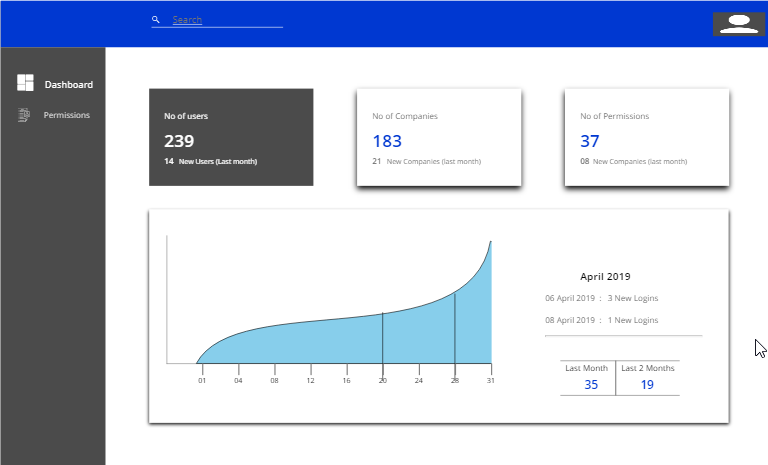 Search
Dashboard
Permissions
No of users
239
14 New Users (Last month)
No of Companies
183
21 New Companies (last month)
No of Permissions
37
08 New Companies (last month)
01 04 08 12 16 20 24 28 31
April 2019
06 April 2019 : 3 New Logins
08 April 2019 : 1 New Logins
Last Month Last 2 Months
35 19